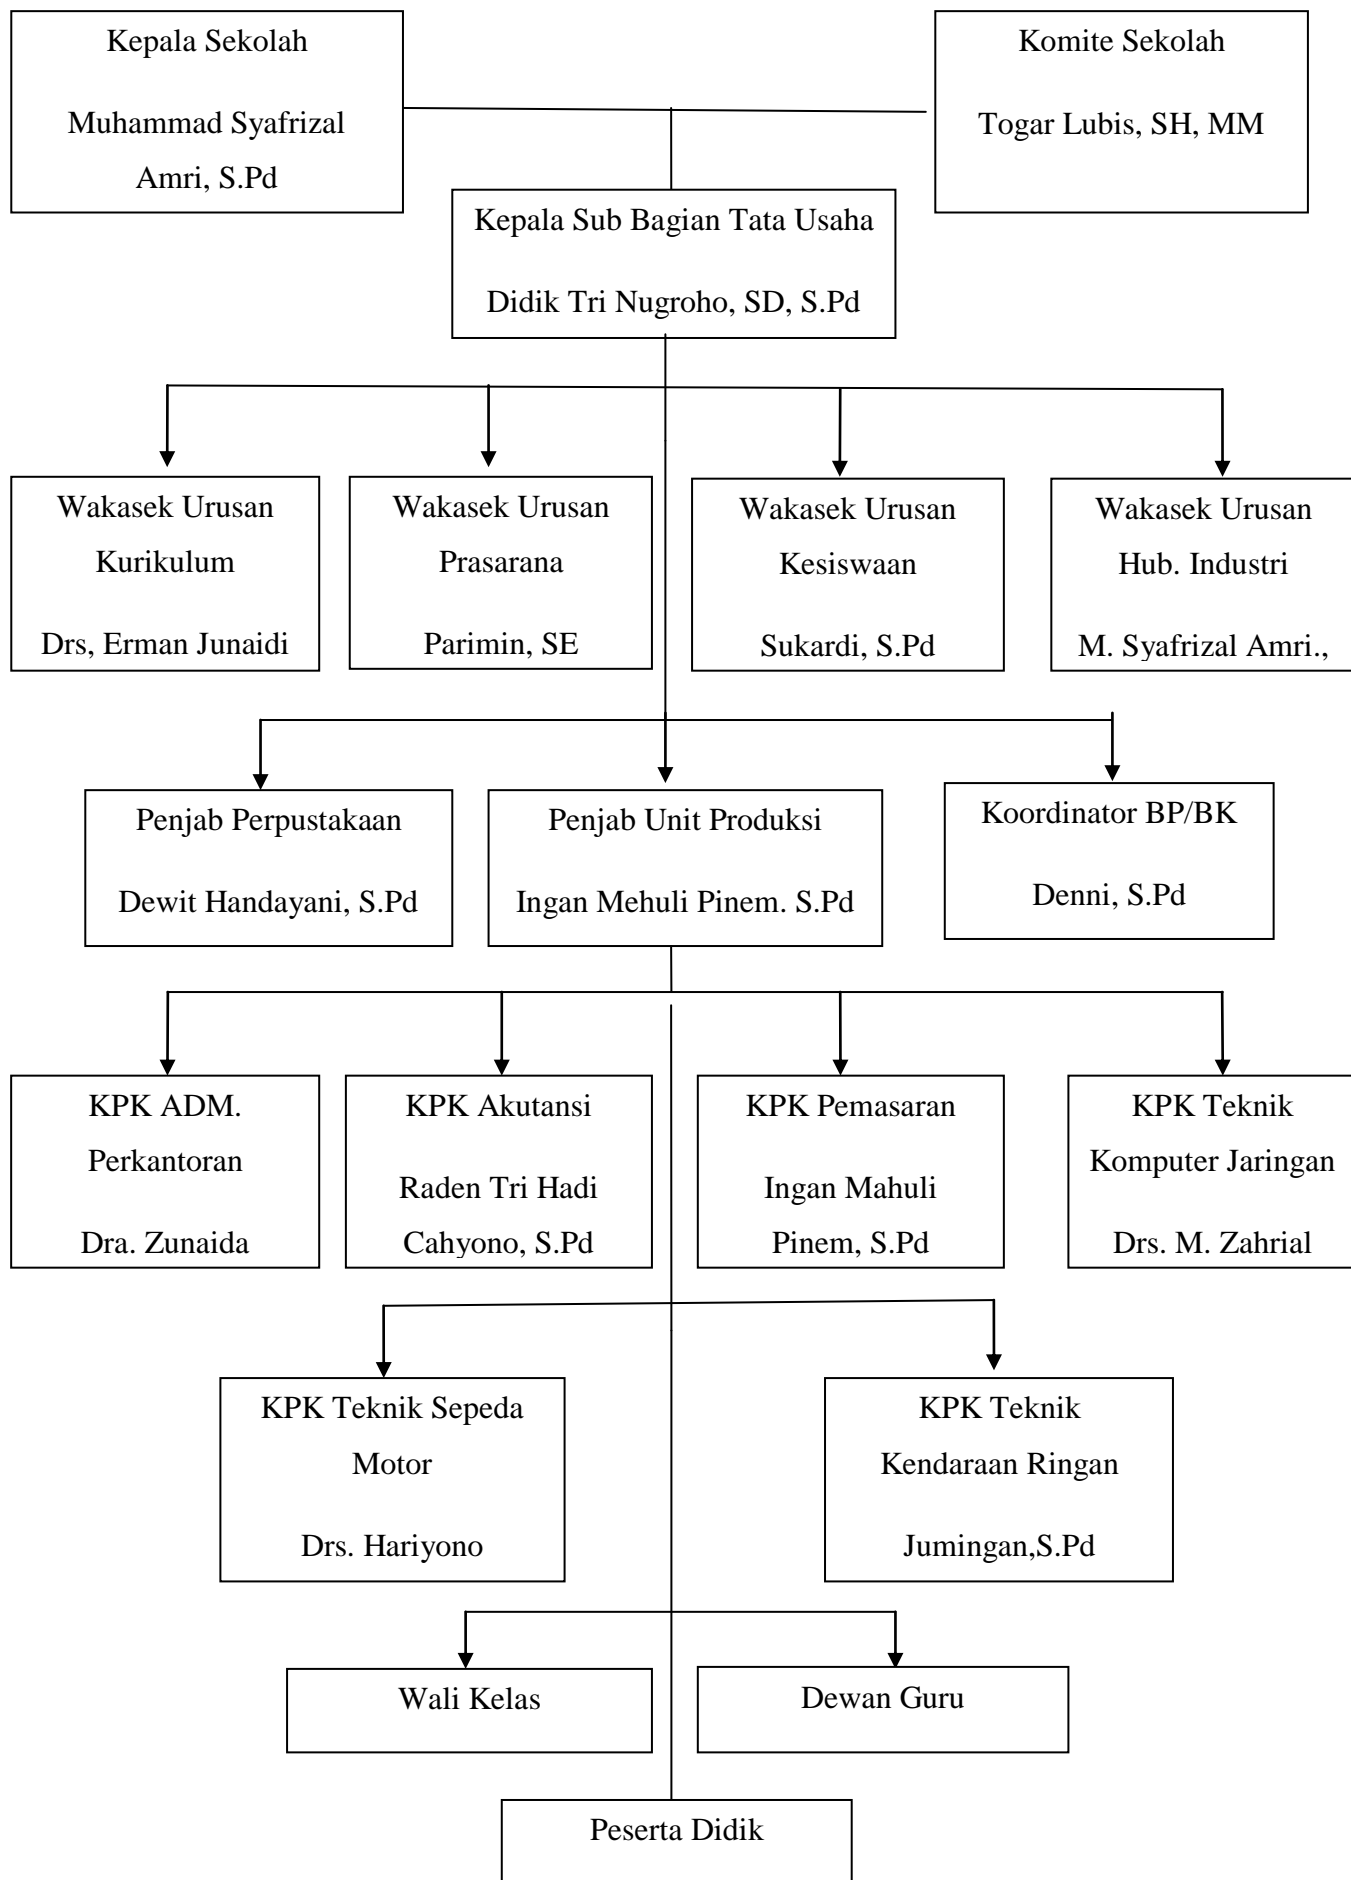 Kepala Sekolah
Muhammad Syafrizal
Amri, S.Pd
Komite Sekolah
Togar Lubis, SH, MM
Kepala Sub Bagian Tata Usaha
Didik Tri Nugroho, SD, S.Pd
Wakasek Urusan
Kurikulum
Drs, Erman Junaidi
Wakasek Urusan
Prasarana
Parimin, SE
Wakasek Urusan
Kesiswaan
Sukardi, S.Pd
Wakasek Urusan
Hub. Industri
M. Syafrizal Amri.,
Penjab Perpustakaan
Dewit Handayani, S.Pd
Penjab Unit Produksi
Ingan Mehuli Pinem. S.Pd
Koordinator BP/BK
Denni, S.Pd
KPK ADM.
Perkantoran
Dra. Zunaida
KPK Akutansi
Raden Tri Hadi
Cahyono, S.Pd
KPK Pemasaran
Ingan Mahuli
Pinem, S.Pd
KPK Teknik
Komputer Jaringan
Drs. M. Zahrial
KPK Teknik Sepeda
Motor
Drs. Hariyono
KPK Teknik
Kendaraan Ringan
Jumingan,S.Pd
Wali Kelas
Dewan Guru
Peserta Didik